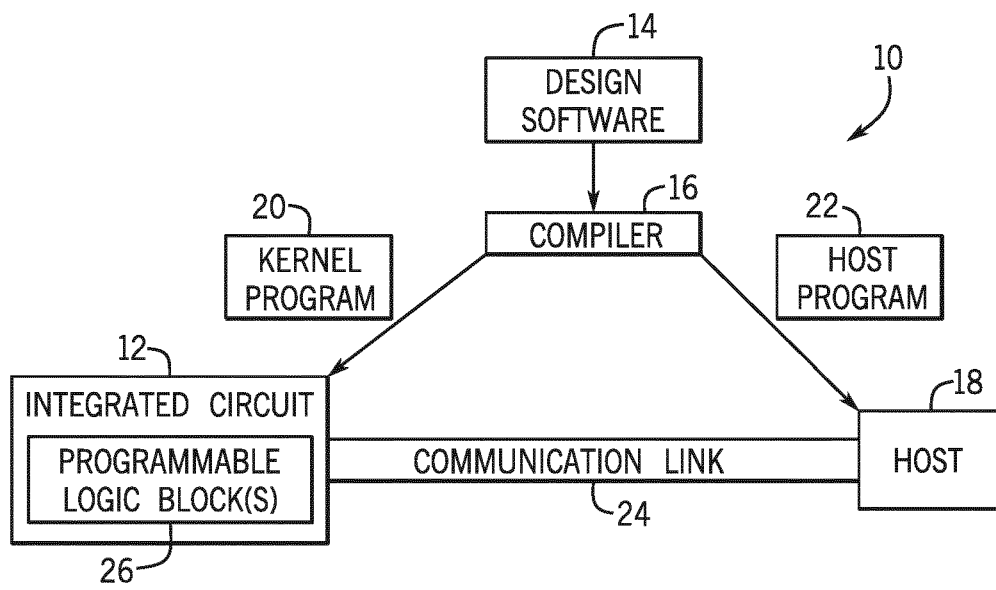 14
DESIGN
SOFTWARE
10
16
COMPILER
20
KERNEL
PROGRAM
22
HOST
PROGRAM
12
INTEGRATED CIRCUIT
PROGRAMMABLE
LOGIC BLOCK(S)
26
COMMUNICATION LINK
24
18
HOST